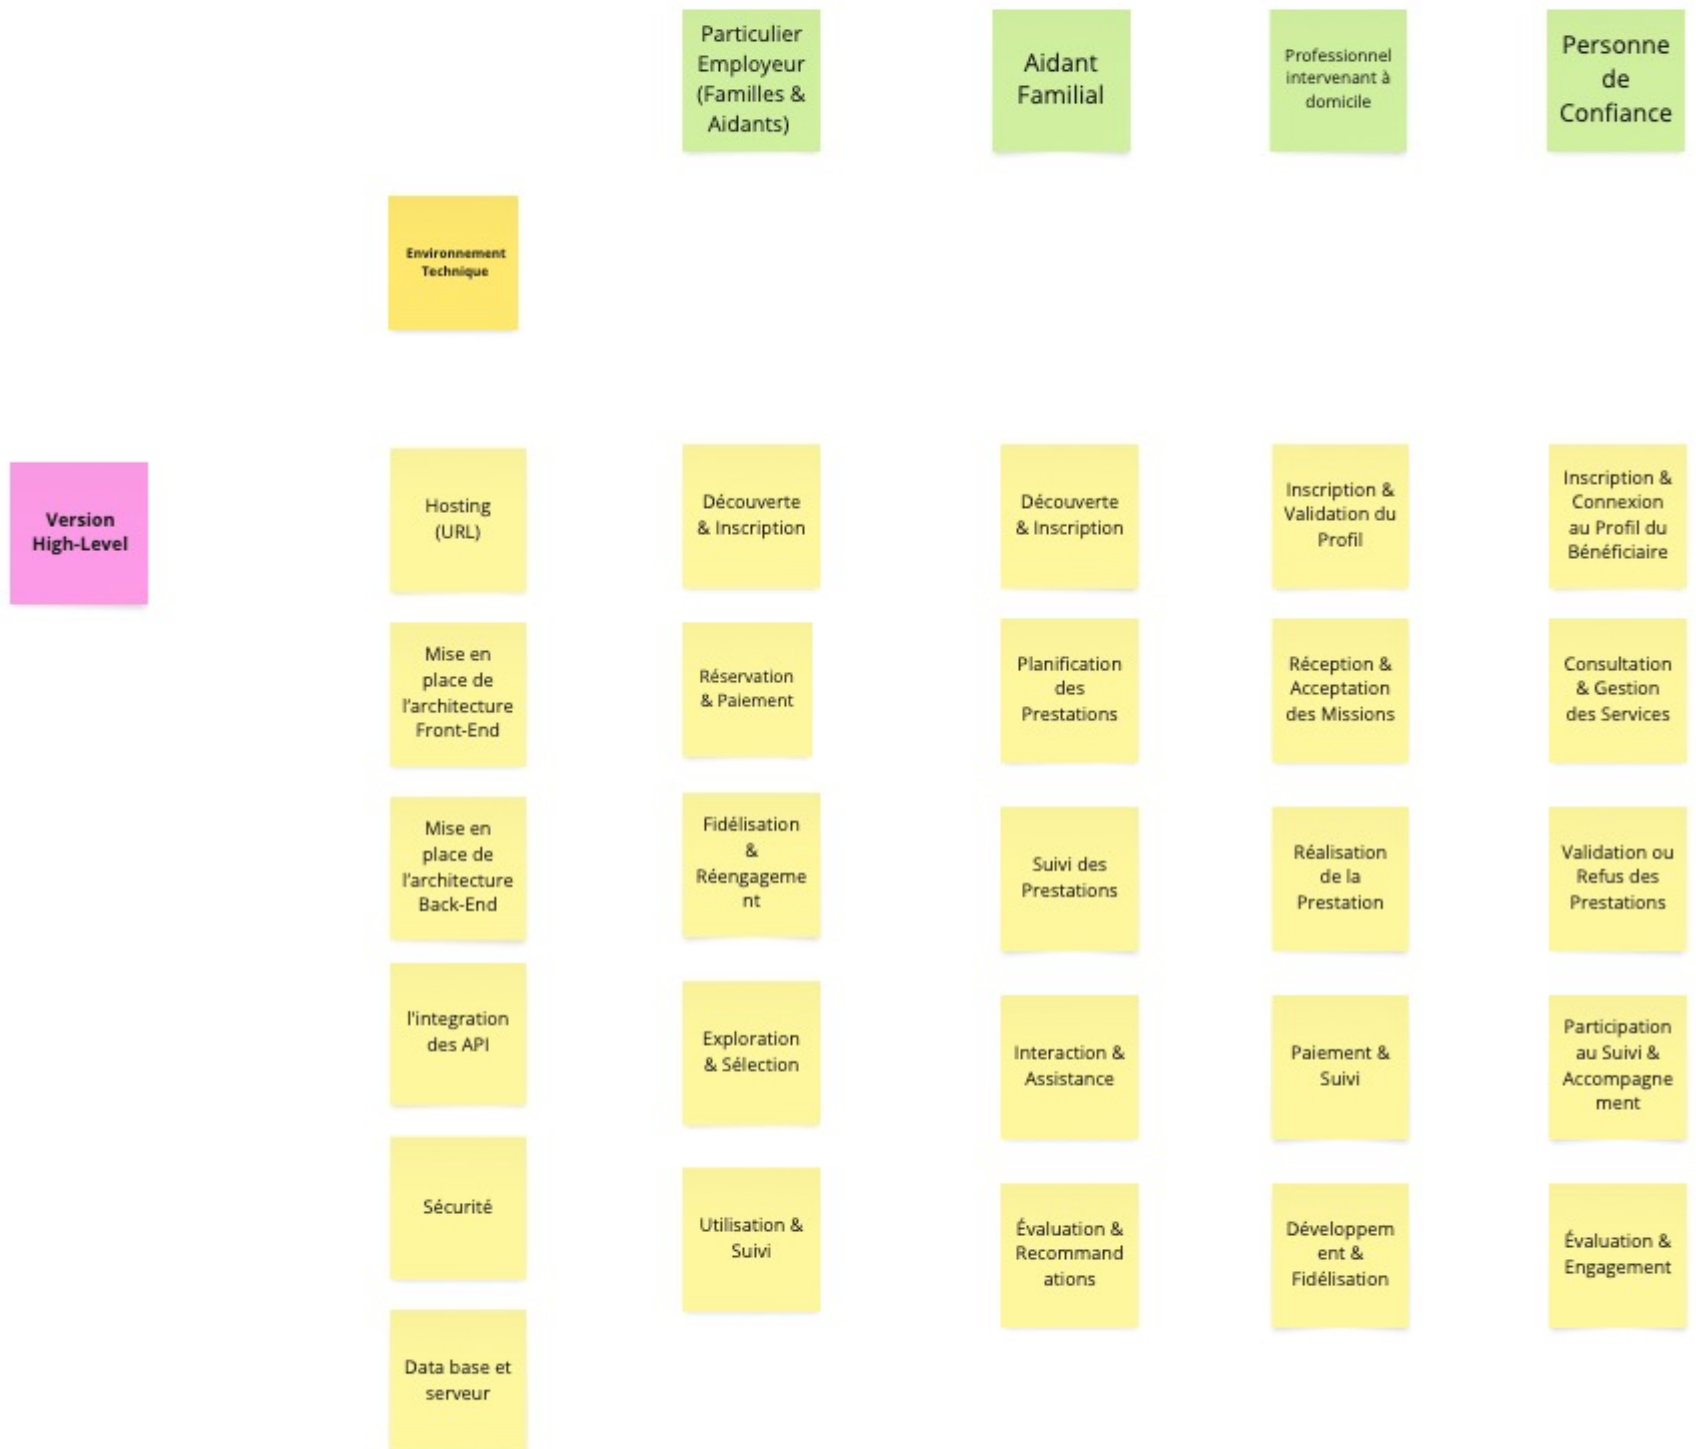 Particulier
Employeur
(Familles &
Aidants)
Aidant
Familial
Professionnel
intervenant à
domicile
Personne
de
Confiance
Environnement
Technique
Version
High-Level
Hosting
(URL)
Découverte
& Inscription
Découverte
& Inscription
Inscription &
Validation du
Profil
Inscription &
Connexion
au Profil du
Bénéficiaire
Mise en
place de
l'architecture
Front-End
Réservation
& Paiement
Planification
des
Prestations
Réception &
Acceptation
des Missions
Consultation
& Gestion
des Services
Mise en
place de
l'architecture
Back-End
Fidélisation
&
Réengageme
nt
Suivi des
Prestations
Réalisation
de la
Prestation
Validation ou
Refus des
Prestations
l'integration
des API
Exploration
& Sélection
Interaction &
Assistance
Paiement &
Suivi
Participation
au Suivi &
Accompagne
ment
Sécurité
Utilisation &
Suivi
Évaluation &
Recommand
ations
Développem
ent &
Fidélisation
Évaluation &
Engagement
Data base et
serveur